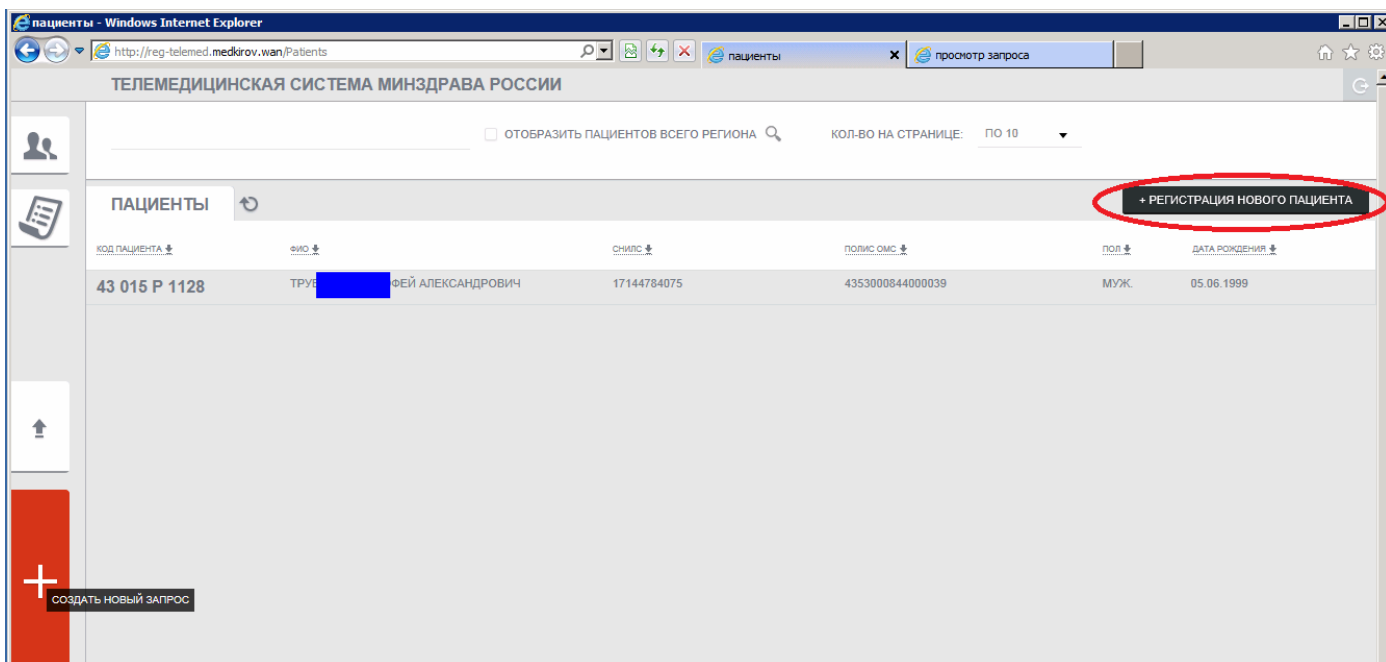 пациенты - Windows Internet Explorer
http://reg-telemed.medkirov.wan/Patients
пациенты
просмотр запроса
ТЕЛЕМЕДИЦИНСКАЯ СИСТЕМА МИНЗДРАВА РОССИИ
ОТОБРАЗИТЬ ПАЦИЕНТОВ ВСЕГО РЕГИОНА КОЛ-ВО НА СТРАНИЦЕ: ПО 10
ПАЦИЕНТЫ
+ РЕГИСТРАЦИЯ НОВОГО ПАЦИЕНТА
КОД ПАЦИЕНТА ФИО СНИЛС ПОЛИС ОМС ПОЛ ДАТА РОЖДЕНИЯ
43 015 P 1128 ТРУ ФЕЙ АЛЕКСАНДРОВИЧ 17144784075 4353000844000039 МУЖ. 05.06.1999
СОЗДАТЬ НОВЫЙ ЗАПРОС